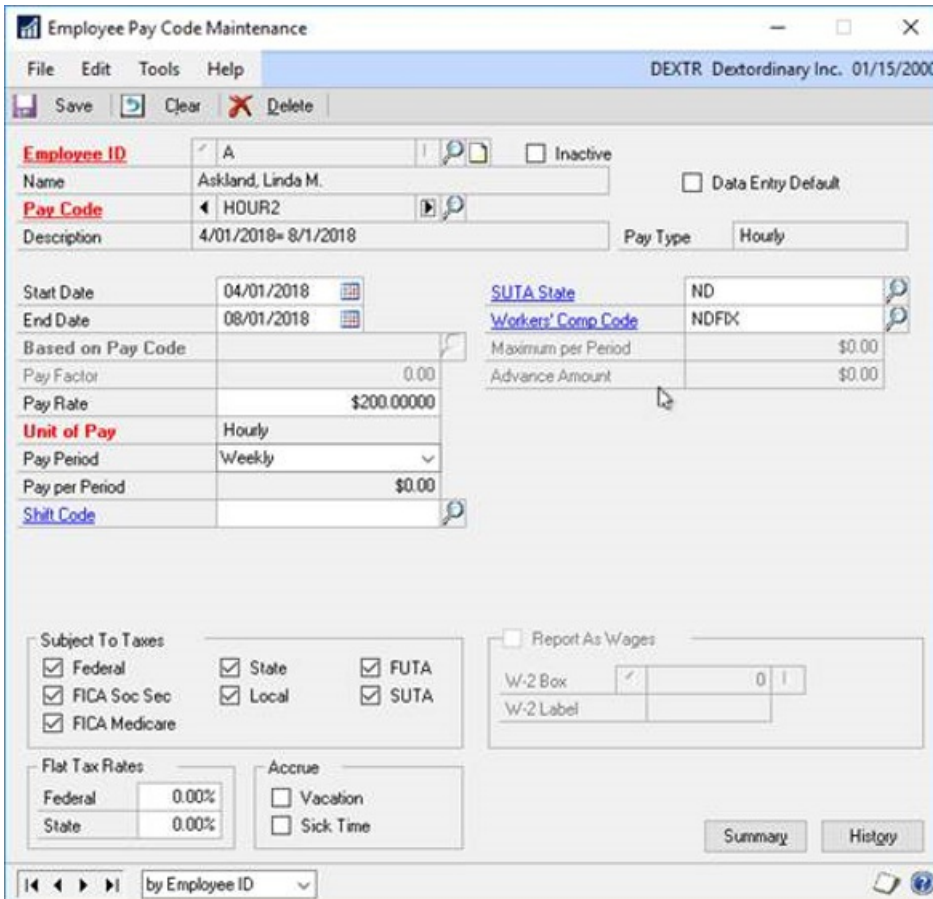 Employee Pay Code Maintenance
File Edit Tools Help DEXTR Dextordinary Inc. 01/15/2000
Save Clear Delete
Employee ID A Inactive
Name Askland, Linda M. Data Entry Default
Pay Code HOUR2
Description 4/01/2018= 8/1/2018 Pay Type Hourly
Start Date 04/01/2018 SUTA State ND
End Date 08/01/2018 Workers' Comp Code NDFIX
Based on Pay Code Maximum per Period $0.00
Pay Factor 0.00 Advance Amount $0.00
Pay Rate $200.00000
Unit of Pay Hourly
Pay Period Weekly
Pay per Period $0.00
Shift Code
Subject To Taxes Report As Wages
Federal State FUTA
FICA Soc Sec Local SUTA W-2 Box 0
FICA Medicare W-2 Label
Flat Tax Rates Accrue
Federal 0.00% Vacation
State 0.00% Sick Time
Summary History
by Employee ID